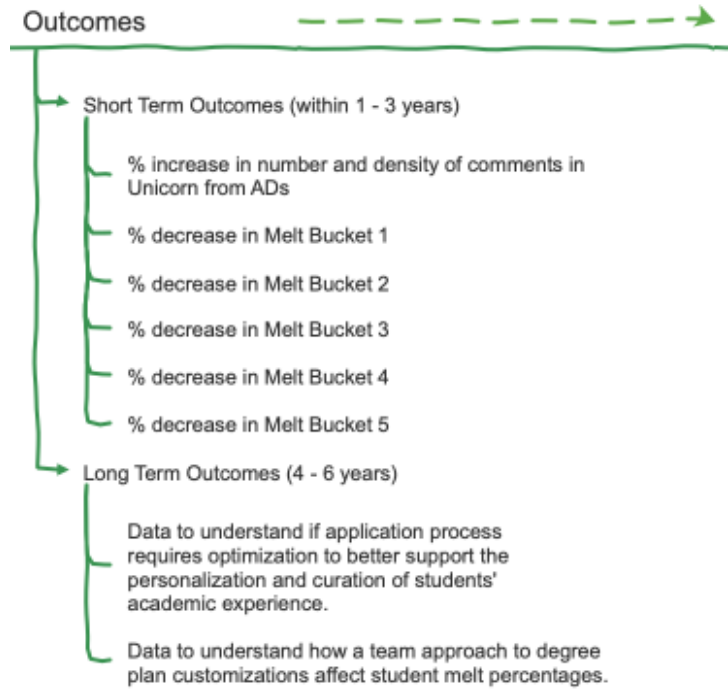 Outcomes
Short Term Outcomes (within 1 - 3 years)
% increase in number and density of comments in
Unicorn from ADs
% decrease in Melt Bucket 1
% decrease in Melt Bucket 2
% decrease in Melt Bucket 3
% decrease in Melt Bucket 4
% decrease in Melt Bucket 5
Long Term Outcomes (4 - 6 years)
Data to understand if application process
requires optimization to better support the
personalization and curation of students'
academic experience.
Data to understand how a team approach to degree
plan customizations affect student melt percentages.